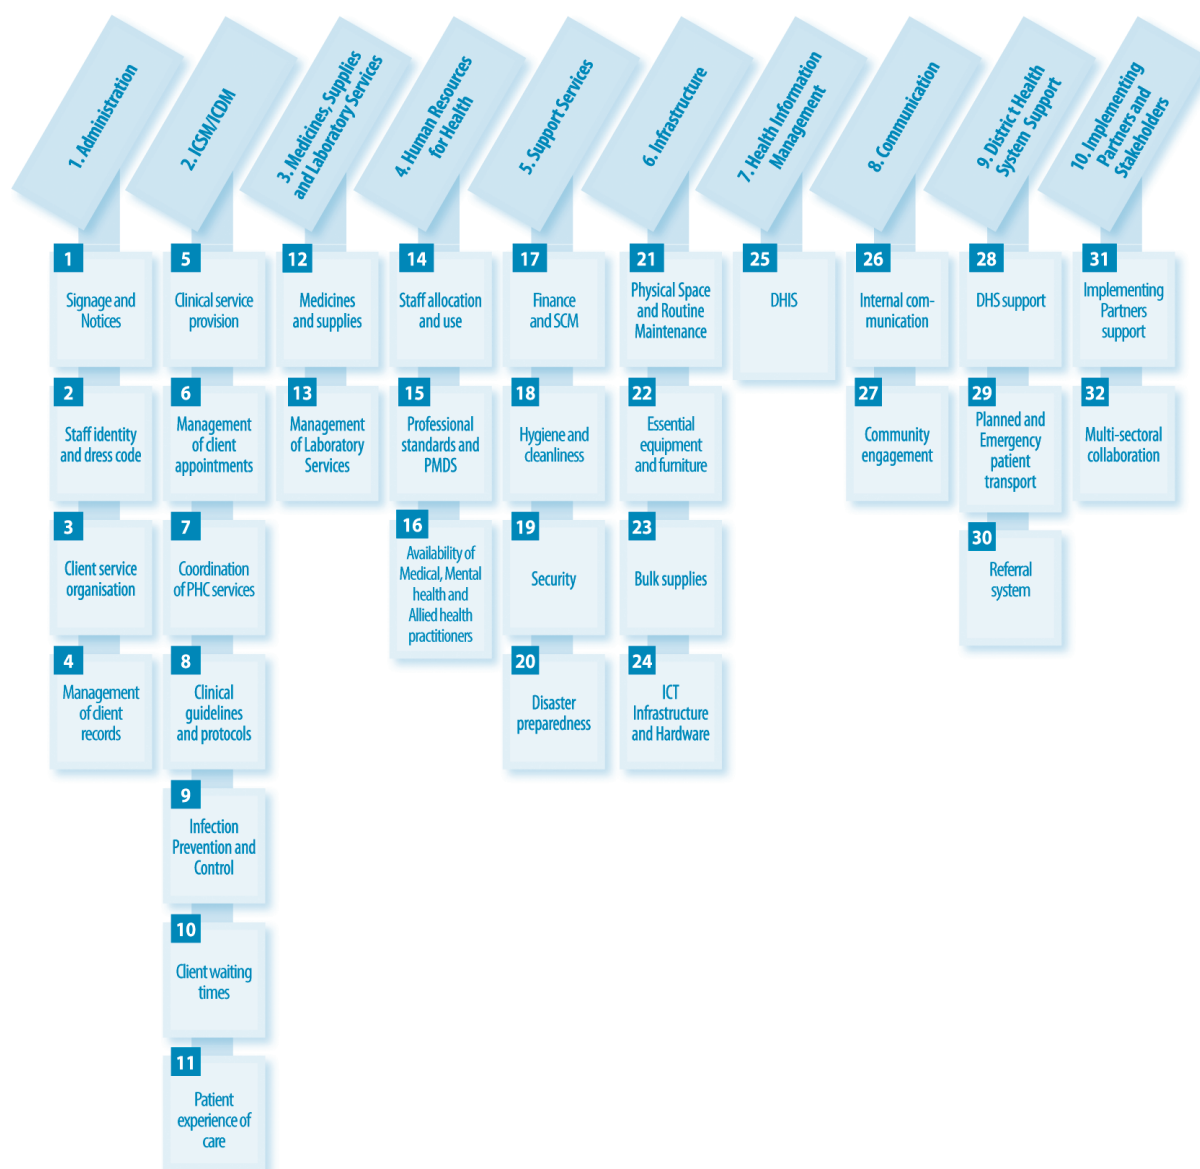 1. Administration
2. ICSM/ICDM
3. Medicines, Supplies
and Laboratory Services
4. Human Resources
for Health
5. Support Services
6. Infrastructure
7. Health Information
Management
8. Communication
9. District Health
System Support
10. Implementing
Partners and
Stakeholders
1
Signage and
Notices
2
Staff identity
and dress code
3
Client service
organisation
4
Management
of client
records
5
Clinical service
provision
6
Management
of client
appointments
7
Coordination
of PHC services
8
Clinical
guidelines
and protocols
9
Infection
Prevention and
Control
10
Client waiting
times
11
Patient
experience of
care
12
Medicines
and supplies
13
Management
of Laboratory
Services
14
Staff allocation
and use
15
Professional
standards and
PMDS
16
Availability of
Medical, Mental
health and
Allied health
practitioners
17
Finance
and SCM
18
Hygiene and
cleanliness
19
Security
20
Disaster
preparedness
21
Physical Space
and Routine
Maintenance
22
Essential
equipment
and furniture
23
Bulk supplies
24
ICT
Infrastructure
and Hardware
25
DHIS
26
Internal com-
munication
27
Community
engagement
28
DHS support
29
Planned and
Emergency
patient
transport
30
Referral
system
31
Implementing
Partners
support
32
Multi-sectoral
collaboration